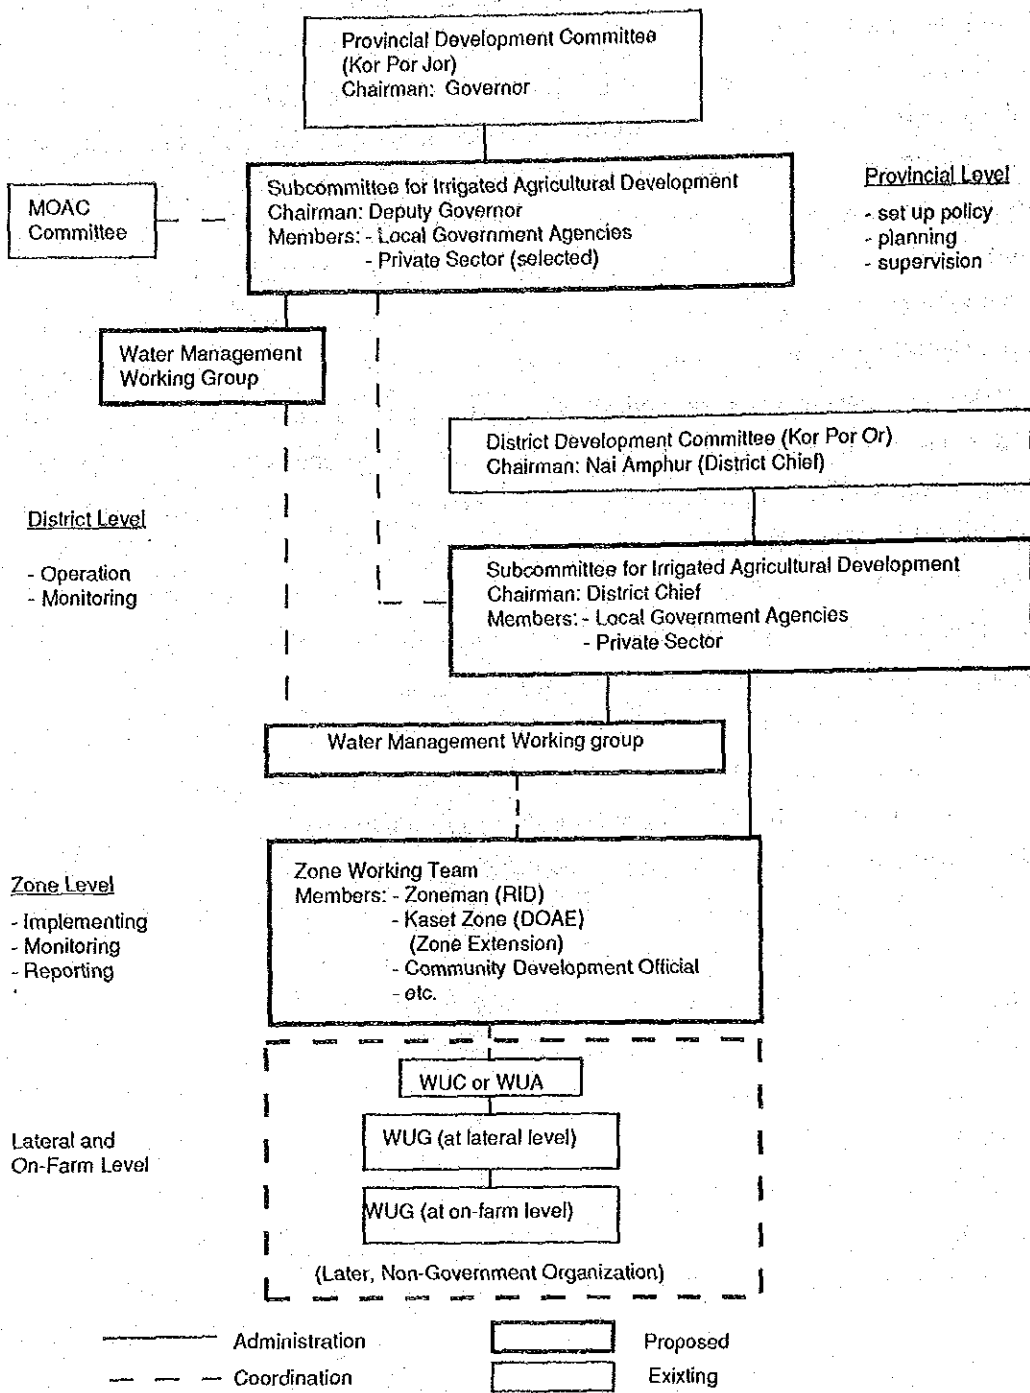 Provincial Development Committee
(Kor Por Jor)
Chairman: Governor
MOAC
Committee
Subcommittee for Irrigated Agricultural Development
Chairman: Deputy Governor
Members: - Local Government Agencies
- Private Sector (selected)
Provincial Level
- set up policy
- planning
- supervision
Water Management
Working Group
District Development Committee (Kor Por Or)
Chairman: Nai Amphur (District Chief)
District Level
- Operation
- Monitoring
Subcommittee for Irrigated Agricultural Development
Chairman: District Chief
Members: - Local Government Agencies
- Private Sector
Water Management Working group
Zone Level
- Implementing
- Monitoring
- Reporting
Zone Working Team
Members: - Zoneman (RID)
- Kaset Zone (DOAE)
(Zone Extension)
- Community Development Official
- etc.
Lateral and
On-Farm Level
WUC or WUA
WUG (at lateral level)
WUG (at on-farm level)
(Later, Non-Government Organization)
Administration
Proposed
Coordination
Exixting